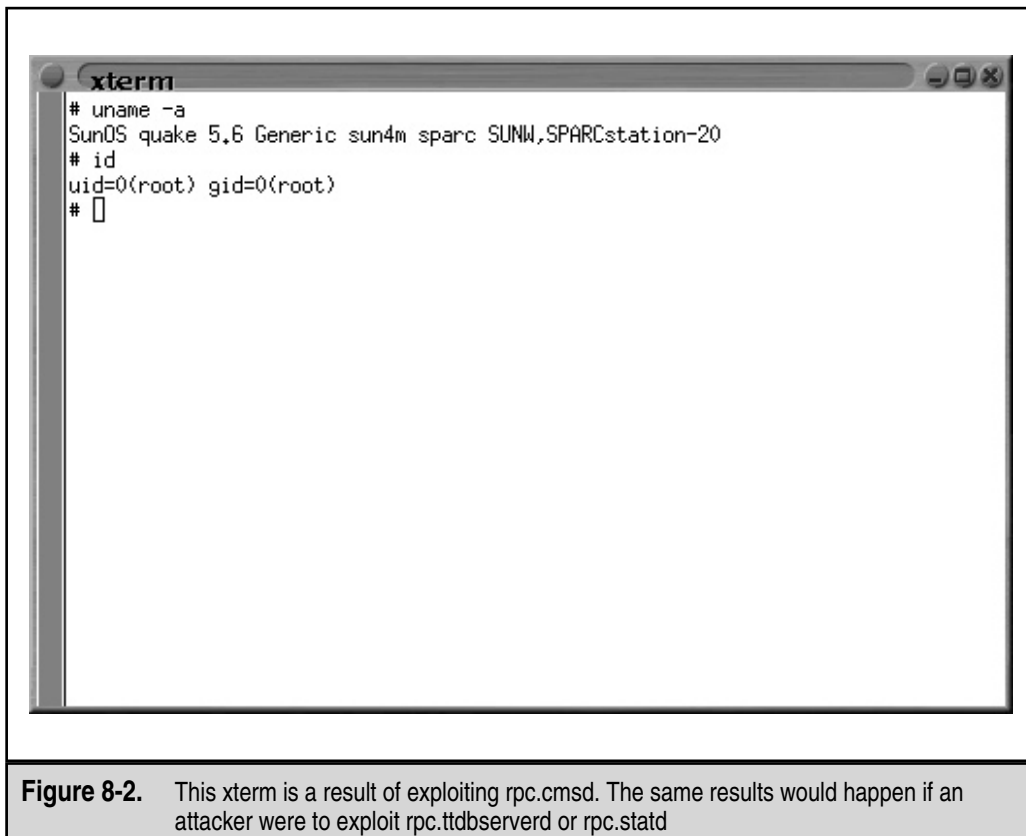 xterm
# uname -a
SunOS quake 5.6 Generic sun4m sparc SUNW,SPARCstation-20
# id
uid=0(root) gid=0(root)
#
Figure 8-2. This xterm is a result of exploiting rpc.cmsd. The same results would happen if an
attacker were to exploit rpc.ttdbserverd or rpc.statd